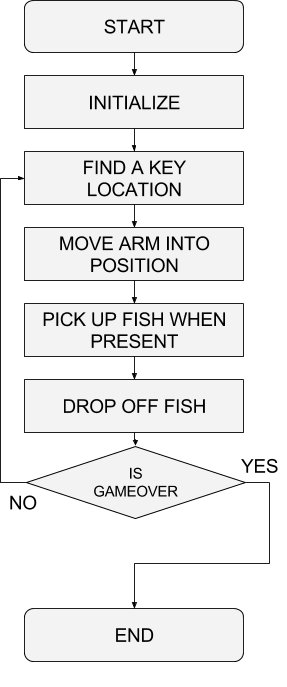 START
INITIALIZE
FIND A KEY
LOCATION
MOVE ARM INTO
POSITION
PICK UP FISH WHEN
PRESENT
DROP OFF FISH
IS
GAMEOVER
YES
NO
END